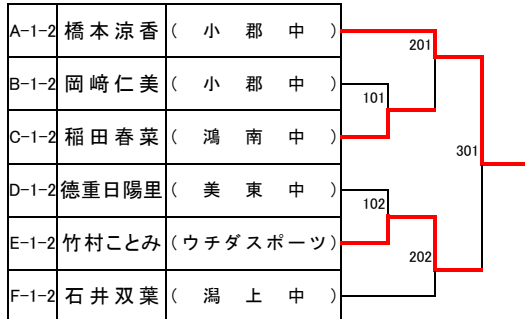 A-1-2 橋本涼香 ( 小 郡 中 )
201
B-1-2 岡﨑仁美 ( 小 郡 中 )
101
C-1-2 稲田春菜 ( 鴻 南 中 )
301
D-1-2 德重日陽里 ( 美 東 中 )
102
E-1-2 竹村ことみ (ウチダスポーツ)
202
F-1-2 石井双葉 ( 潟 上 中 )